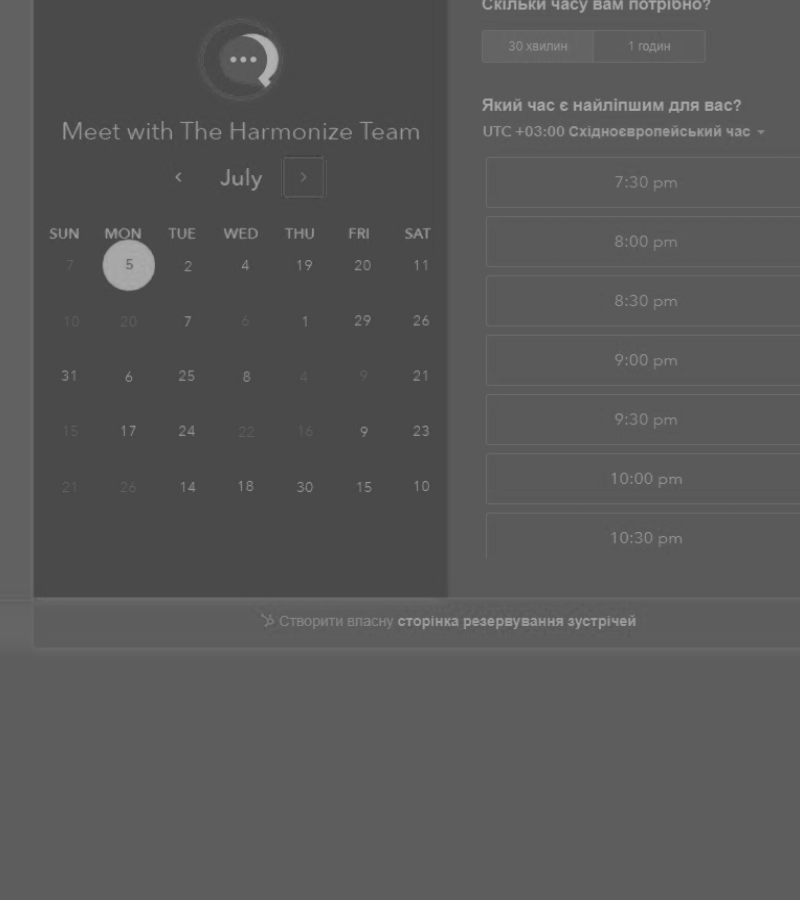 Скільки часу вам потрібно?
30 хвилин 1 годин
Meet with The Harmonize Team
July
SUN MON TUE WED THU FRI SAT
7 5 2 4 19 20 11
10 20 7 6 1 29 26
31 6 25 8 4 9 21
15 17 24 22 16 9 23
21 26 14 18 30 15 10
Який час є найліпшим для вас?
UTC +03:00 Східноєвропейський час
7:30 pm
8:00 pm
8:30 pm
9:00 pm
9:30 pm
10:00 pm
10:30 pm
Створити власну сторінка резервування зустрічей